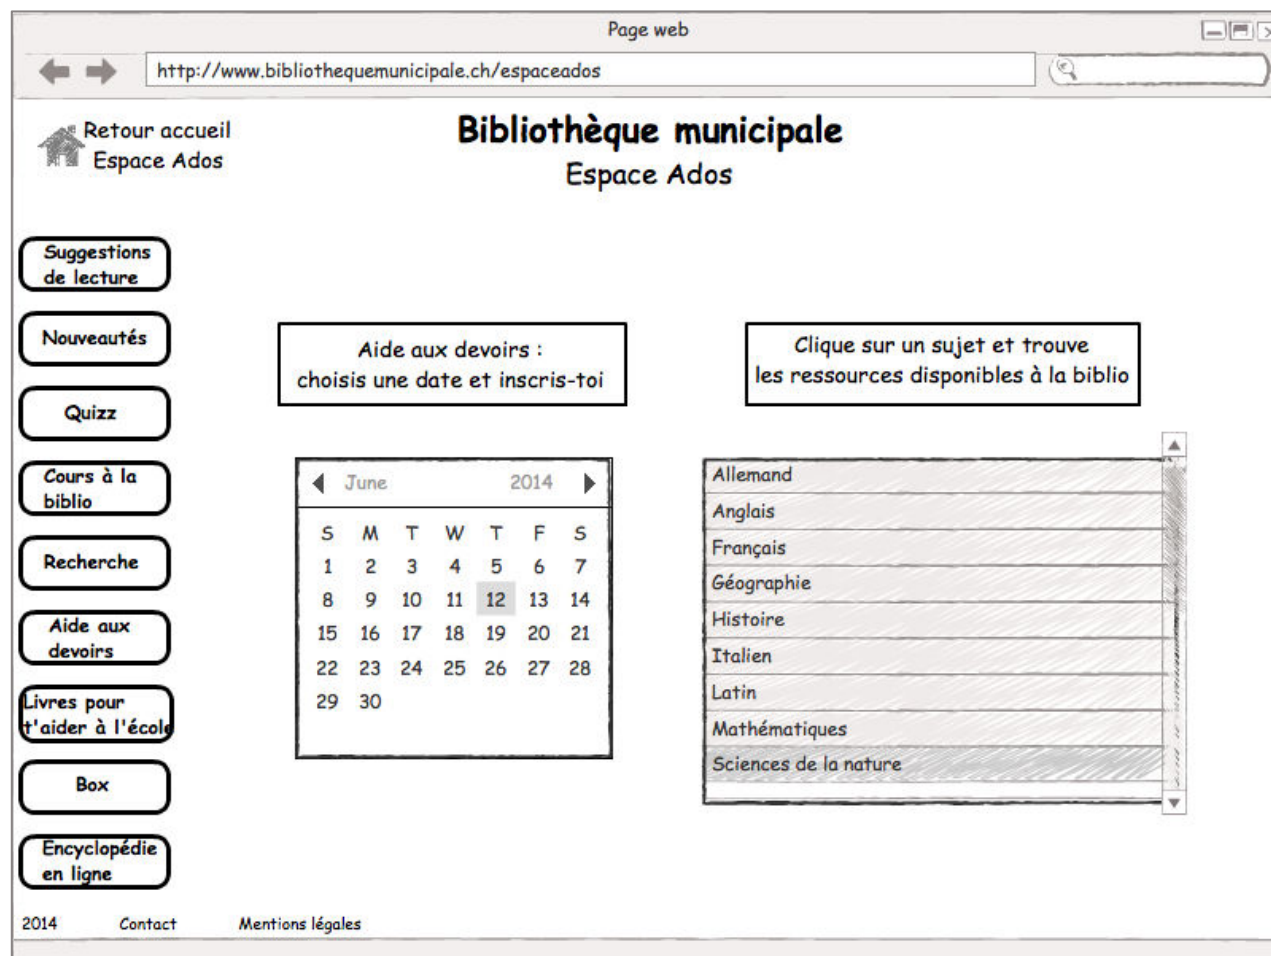 Page web
http://www.bibliothequemunicipale.ch/espaceados
Retour accueil
Espace Ados
Bibliothèque municipale
Espace Ados
Suggestions
de lecture
Nouveautés
Quizz
Cours à la
biblio
Recherche
Aide aux
devoirs
Livres pour
t'aider à l'école
Box
Encyclopédie
en ligne
Aide aux devoirs :
choisis une date et inscris-toi
June 2014
S M T W T F S
1 2 3 4 5 6 7
8 9 10 11 12 13 14
15 16 17 18 19 20 21
22 23 24 25 26 27 28
29 30
Clique sur un sujet et trouve
les ressources disponibles à la biblio
Allemand
Anglais
Français
Géographie
Histoire
Italien
Latin
Mathématiques
Sciences de la nature
2014 Contact Mentions légales